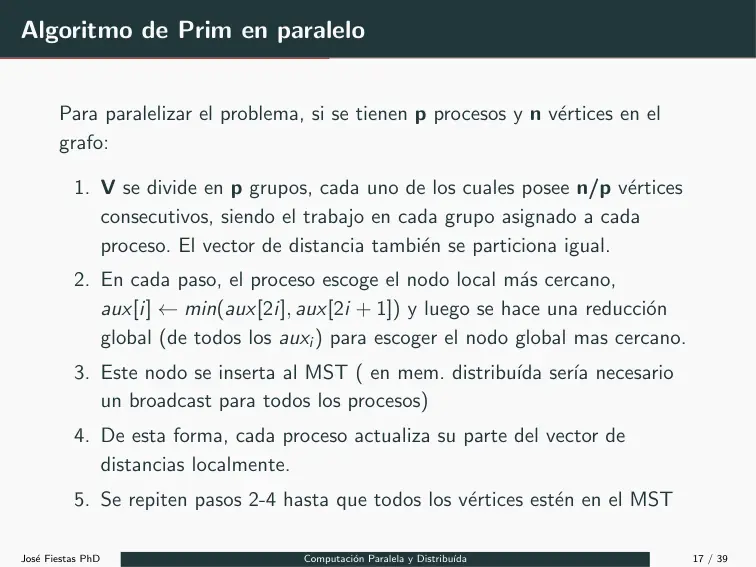 Algoritmo de Prim en paralelo
Para paralelizar el problema, si se tienen p procesos y n vértices en el
grafo:
1. V se divide en p grupos, cada uno de los cuales posee n/p vértices
consecutivos, siendo el trabajo en cada grupo asignado a cada
proceso. El vector de distancia también se particiona igual.
2. En cada paso, el proceso escoge el nodo local más cercano,
aux[i] ← min(aux[2i], aux[2i + 1]) y luego se hace una reducción
global (de todos los aux_i) para escoger el nodo global mas cercano.
3. Este nodo se inserta al MST ( en mem. distribuída sería necesario
un broadcast para todos los procesos)
4. De esta forma, cada proceso actualiza su parte del vector de
distancias localmente.
5. Se repiten pasos 2-4 hasta que todos los vértices estén en el MST
José Fiestas PhD Computación Paralela y Distribuída 17 / 39